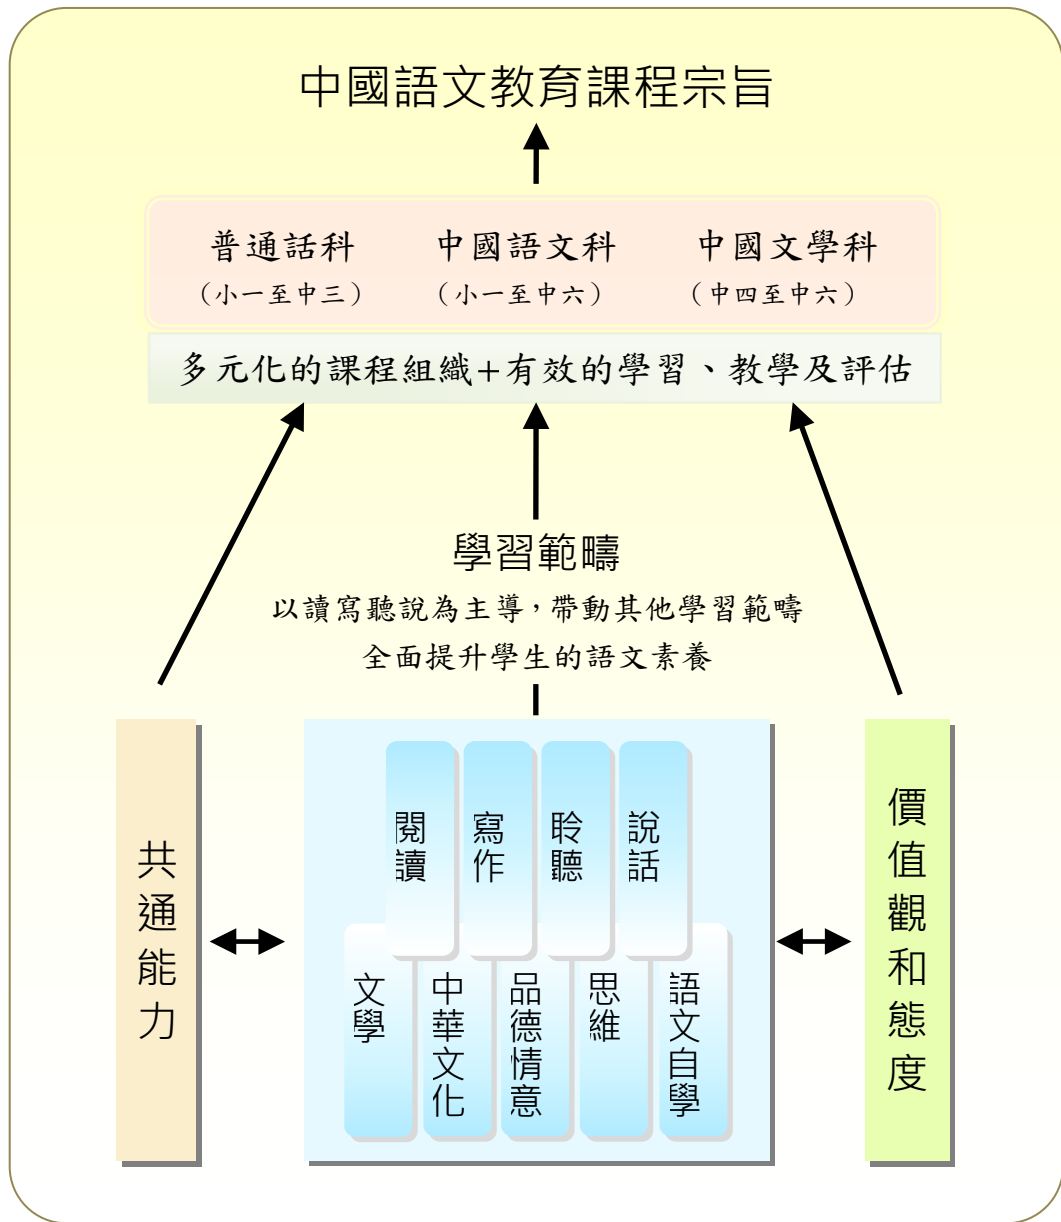 中國語文教育課程宗旨
普通話科 中國語文科 中國文學科
（小一至中三） （小一至中六） （中四至中六）
多元化的課程組織+有效的學習、教學及評估
學習範疇
以讀寫聽說為主導，帶動其他學習範疇
全面提升學生的語文素養
共通能力
閱讀
寫作
聆聽
說話
文學
中華文化
品德情意
思維
語文自學
價值觀和態度